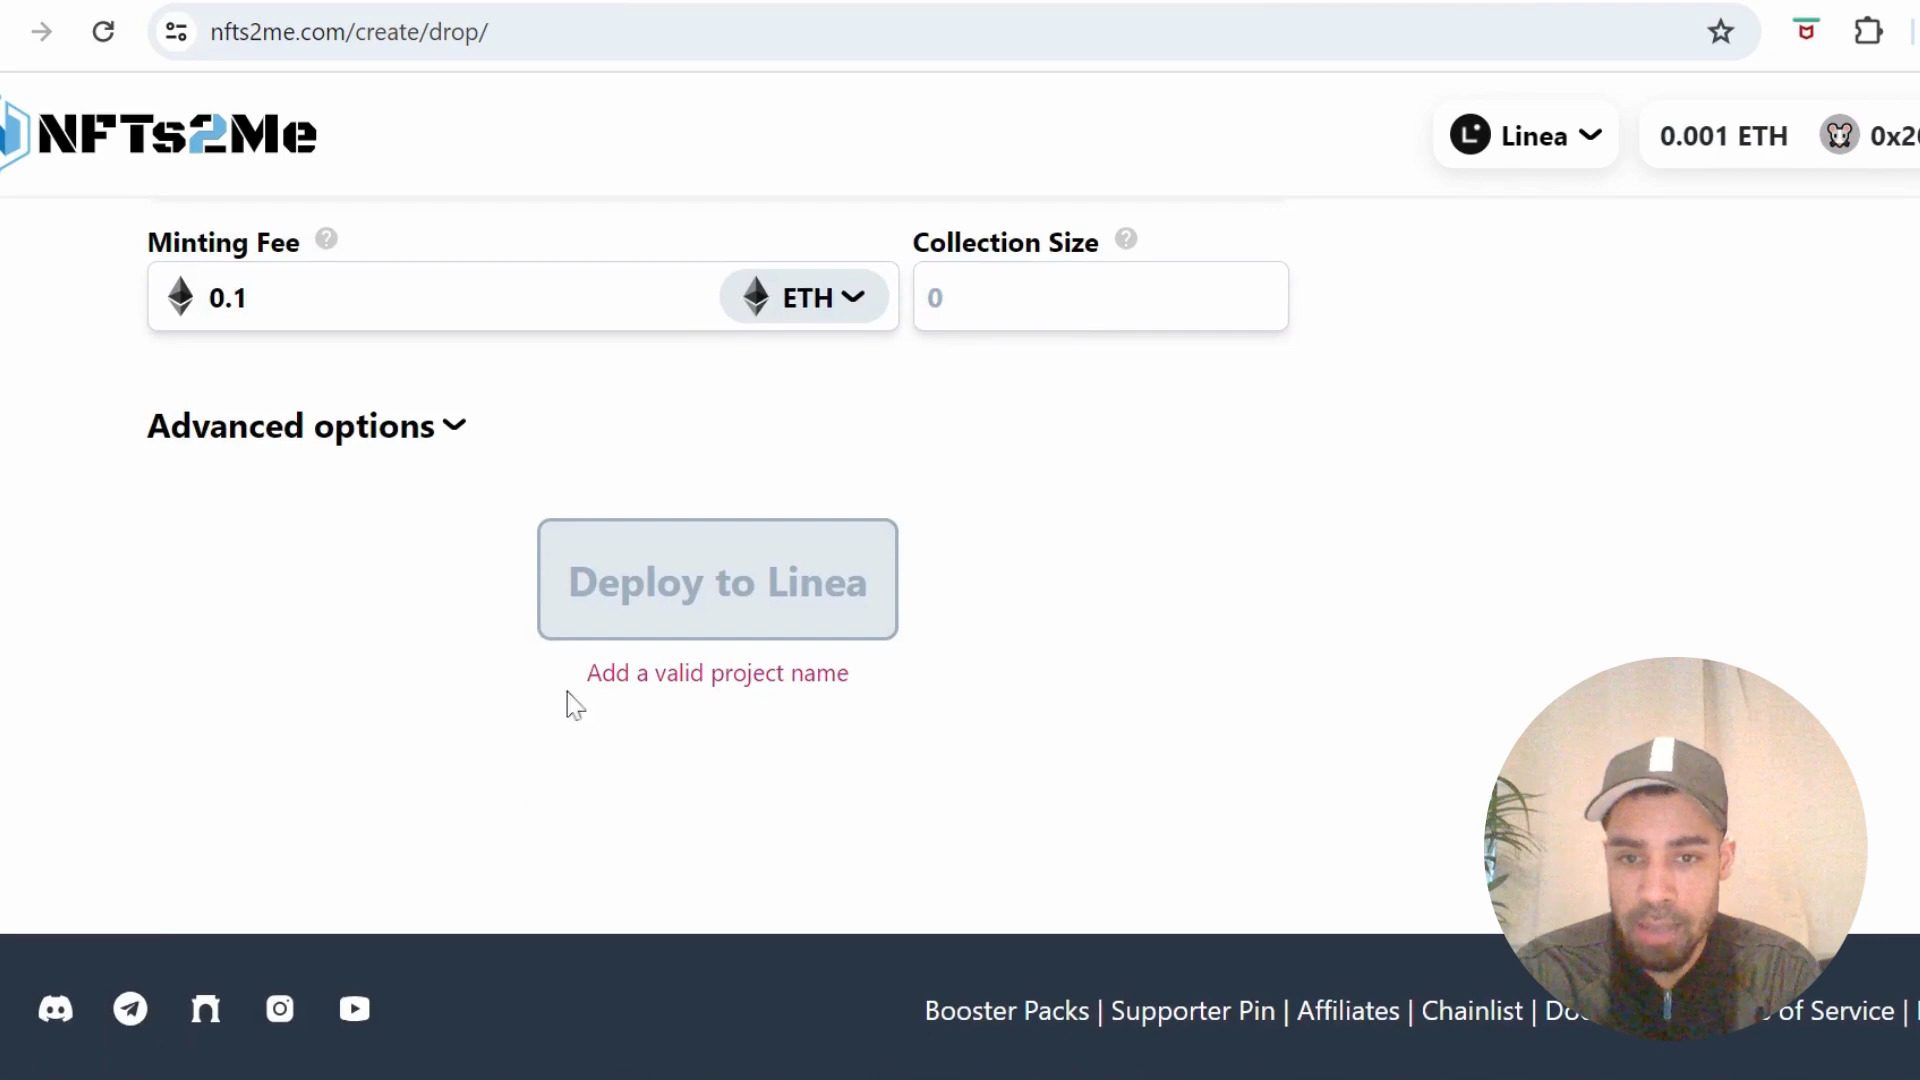 nfts2me.com/create/drop/
NFTs2Me
Linea
0.001 ETH
Minting Fee ?
Collection Size ?
0.1
ETH
0
Advanced options
Deploy to Linea
Add a valid project name
Booster Packs | Supporter Pin | Affiliates | Chainlist | of Service |